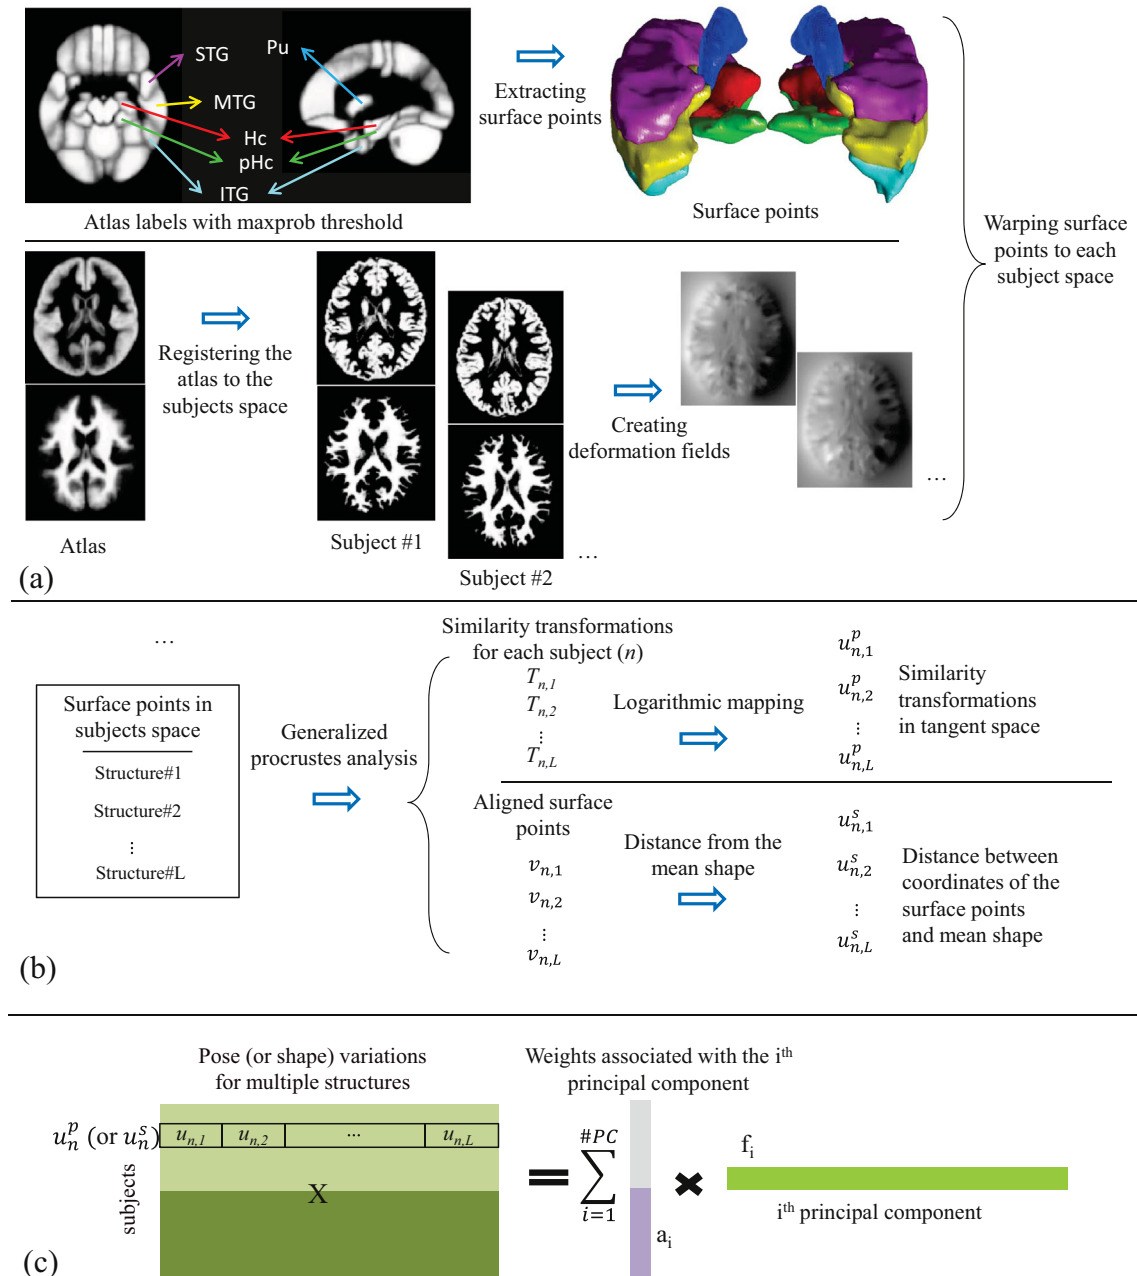 STG
Pu
MTG
Hc
pHc
ITG
Atlas labels with maxprob threshold
Extracting
surface points
Surface points
Warping surface
points to each
subject space
Registering the
atlas to the
subjects space
Creating
deformation fields
...
Atlas
Subject #1
Subject #2
...
(a)
...
Surface points in
subjects space
Structure#1
Structure#2
⋮
Structure#L
Generalized
procrustes analysis
Similarity transformations
for each subject (n)
T_{n,1}
T_{n,2}
⋮
T_{n,L}
Logarithmic mapping
u^p_{n,1}
u^p_{n,2}
⋮
u^p_{n,L}
Similarity
transformations
in tangent space
Aligned surface
points
v_{n,1}
v_{n,2}
⋮
v_{n,L}
Distance from the
mean shape
u^s_{n,1}
u^s_{n,2}
⋮
u^s_{n,L}
Distance between
coordinates of the
surface points
and mean shape
(b)
Pose (or shape) variations
for multiple structures
u^p_n (or u^s_n)
u_{n,1} u_{n,2} ... u_{n,L}
subjects
X
Weights associated with the i^th
principal component
=
#PC
∑
i=1
a_i
×
f_i
i^th principal component
(c)